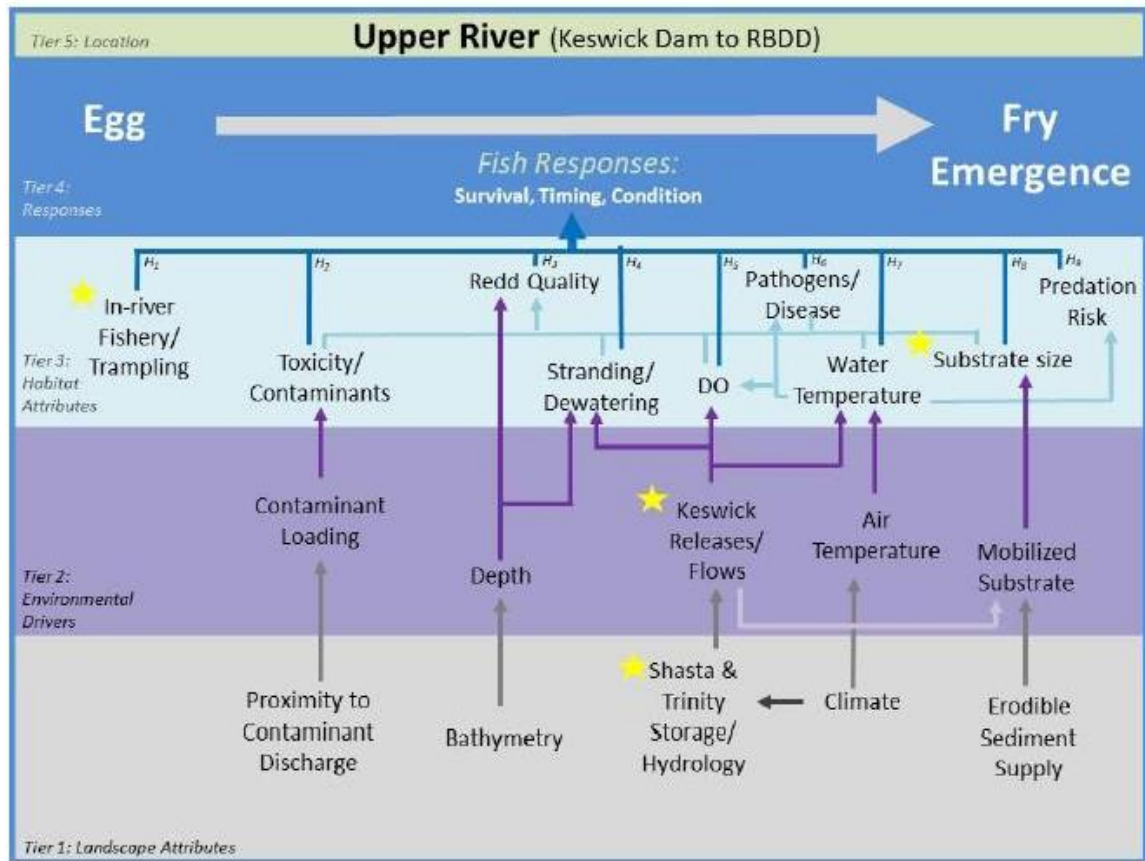 Tier 5: Location
Upper River (Keswick Dam to RBDD)
Egg
Fry
Emergence
Fish Responses:
Survival, Timing, Condition
Tier 4:
Responses
H1
H2
H3
H4
H5
H6
H7
H8
H9
In-river
Fishery/
Trampling
Toxicity/
Contaminants
Redd Quality
Stranding/
Dewatering
DO
Pathogens/
Disease
Water
Temperature
Substrate size
Predation
Risk
Tier 3:
Habitat
Attributes
Contaminant
Loading
Depth
Keswick
Releases/
Flows
Air
Temperature
Mobilized
Substrate
Tier 2:
Environmental
Drivers
Proximity to
Contaminant
Discharge
Bathymetry
Shasta &
Trinity
Storage/
Hydrology
Climate
Erodible
Sediment
Supply
Tier 1: Landscape Attributes